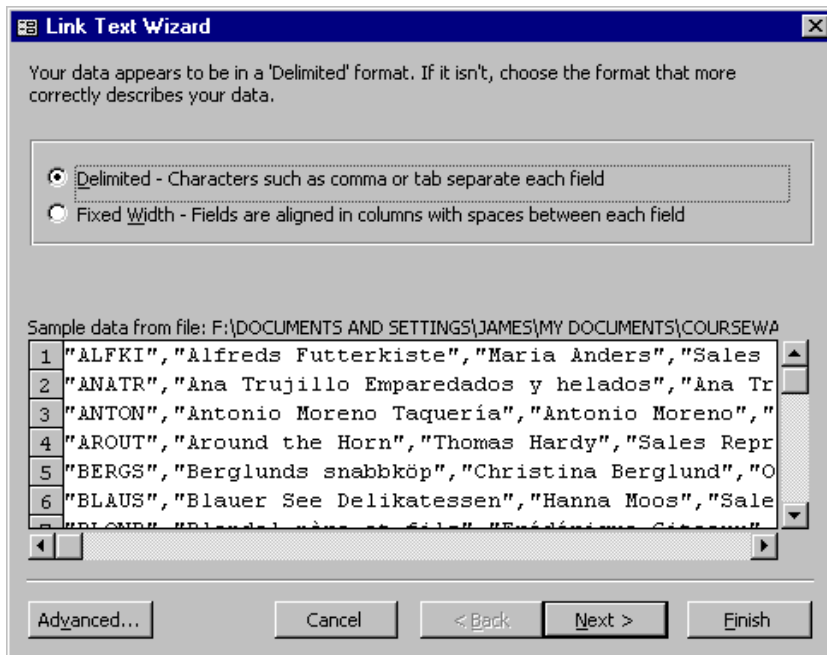 Link Text Wizard
Your data appears to be in a 'Delimited' format. If it isn't, choose the format that more
correctly describes your data.
Delimited - Characters such as comma or tab separate each field
Fixed Width - Fields are aligned in columns with spaces between each field
Sample data from file: F:\DOCUMENTS AND SETTINGS\JAMES\MY DOCUMENTS\COURSEWA
1 "ALFKI","Alfreds Futterkiste","Maria Anders","Sales
2 "ANATR","Ana Trujillo Emparedados y helados","Ana Tr
3 "ANTON","Antonio Moreno Taquería","Antonio Moreno","
4 "AROUT","Around the Horn","Thomas Hardy","Sales Repr
5 "BERGS","Berglunds snabbköp","Christina Berglund","O
6 "BLAUS","Blauer See Delikatessen","Hanna Moos","Sale
Advanced... Cancel < Back Next > Finish